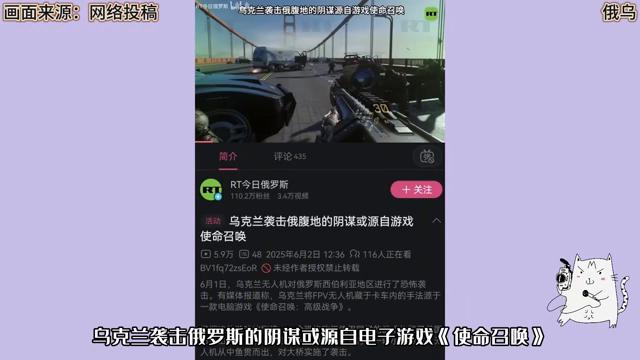 画面来源：网络投稿
俄乌
RT今日俄罗斯
乌克兰袭击俄腹地的阴谋源自游戏使命召唤
RT
30
简介
评论 435
RT
RT今日俄罗斯
110.2万粉丝 3.4万视频
+ 关注
活动 乌克兰袭击俄腹地的阴谋或源自游戏
使命召唤
5.9万 48 2025年6月2日 12:36 116人正在看
BV1fq72zsEoR 未经作者授权禁止转载
6月1日，乌克兰无人机对俄罗斯西伯利亚地区进行了恐怖袭
击。有媒体报道称，乌克兰将FPV无人机藏于卡车内的手法源于
一款电脑游戏《使命召唤：高级战争》。
乌克兰袭击俄罗斯的阴谋或源自电子游戏《使命召唤》
人机从中鱼贯而出，对大桥实施了袭击。